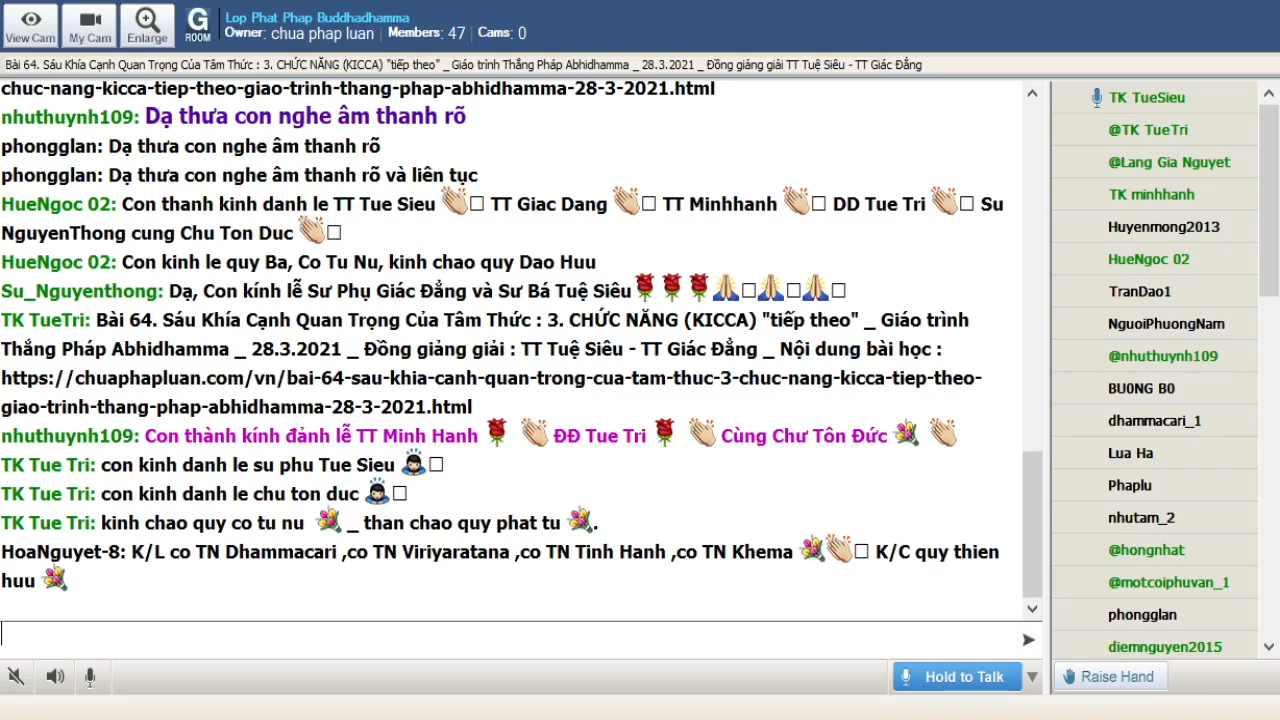 View Cam
My Cam
Enlarge
G
ROOM
Lop Phat Phap Buddhadhamma
Owner: chua phap luan | Members: 47 | Cams: 0
Bài 64. Sáu Khía Cạnh Quan Trọng Của Tâm Thức : 3. CHỨC NĂNG (KICCA) "tiếp theo" _ Giáo trình Thắng Pháp Abhidhamma _ 28.3.2021 _ Đồng giảng giải TT Tuệ Siêu - TT Giác Đẳng
chuc-nang-kicca-tiep-theo-giao-trinh-thang-phap-abhidhamma-28-3-2021.html
nhuthuynh109: Dạ thưa con nghe âm thanh rõ
phongglan: Dạ thưa con nghe âm thanh rõ
phongglan: Dạ thưa con nghe âm thanh rõ và liên tục
HueNgoc 02: Con thanh kinh danh le TT Tue Sieu 👏 TT Giac Dang 👏 TT Minhhanh 👏 DD Tue Tri 👏 Su
NguyenThong cung Chu Ton Duc 👏
HueNgoc 02: Con kinh le quy Ba, Co Tu Nu, kinh chao quy Dao Huu
Su_Nguyenthong: Dạ, Con kính lễ Sư Phụ Giác Đẳng và Sư Bá Tuệ Siêu🌹🌹🌹🙏🙏🙏
TK TueTri: Bài 64. Sáu Khía Cạnh Quan Trọng Của Tâm Thức : 3. CHỨC NĂNG (KICCA) "tiếp theo" _ Giáo trình
Thắng Pháp Abhidhamma _ 28.3.2021 _ Đồng giảng giải : TT Tuệ Siêu - TT Giác Đẳng _ Nội dung bài học :
https://chuaphapluan.com/vn/bai-64-sau-khia-canh-quan-trong-cua-tam-thuc-3-chuc-nang-kicca-tiep-theo-
giao-trinh-thang-phap-abhidhamma-28-3-2021.html
nhuthuynh109: Con thành kính đảnh lễ TT Minh Hanh 🌹 👏 ĐĐ Tue Tri 🌹 👏 Cùng Chư Tôn Đức 💐 👏
TK Tue Tri: con kinh danh le su phu Tue Sieu 🙇
TK Tue Tri: con kinh danh le chu ton duc 🙇
TK Tue Tri: kinh chao quy co tu nu 💐 _ than chao quy phat tu 💐.
HoaNguyet-8: K/L co TN Dhammacari ,co TN Viriyaratana ,co TN Tinh Hanh ,co TN Khema 💐👏 K/C quy thien
huu 💐
Hold to Talk
TK TueSieu
@TK TueTri
@Lang Gia Nguyet
TK minhhanh
Huyenmong2013
HueNgoc 02
TranDao1
NguoiPhuongNam
@nhuthuynh109
BU0NG B0
dhammacari_1
Lua Ha
Phaplu
nhutam_2
@hongnhat
@motcoiphuvan_1
phongglan
diemnguyen2015
Raise Hand